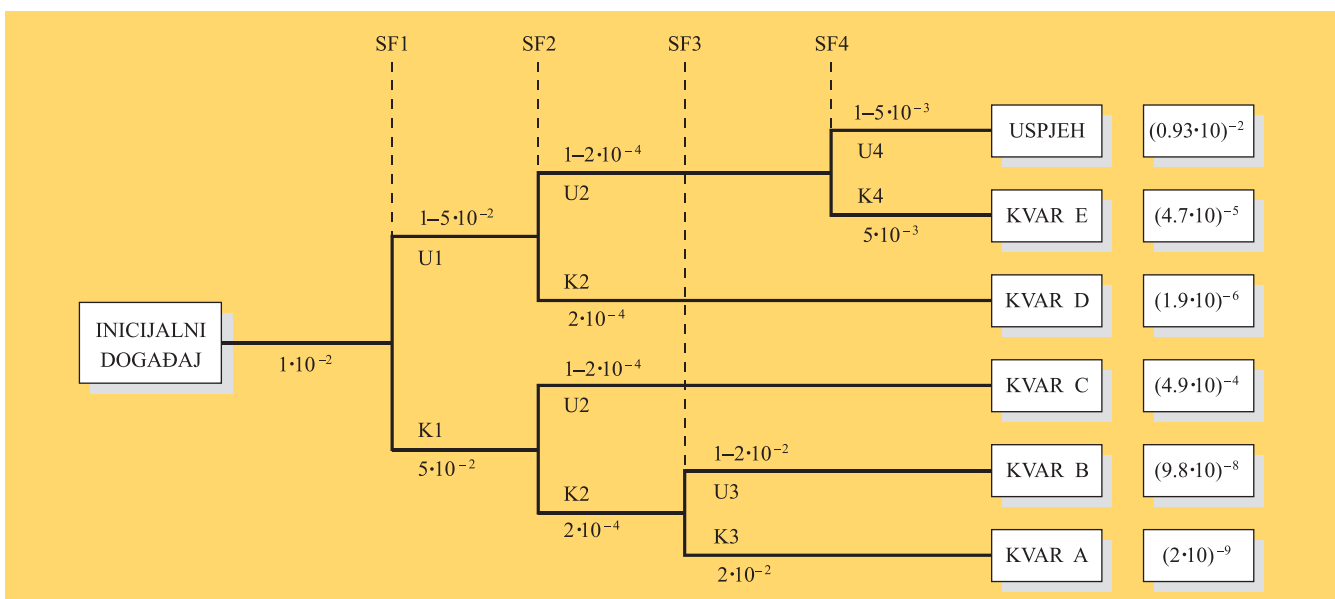 SF1 SF2 SF3 SF4
1–5·10⁻³ USPJEH (0.93·10)⁻²
U4
1–2·10⁻⁴
U2
K4 KVAR E (4.7·10)⁻⁵
5·10⁻³
1–5·10⁻²
U1
K2 KVAR D (1.9·10)⁻⁶
2·10⁻⁴
INICIJALNI
DOGAĐAJ
1·10⁻²
1–2·10⁻⁴ KVAR C (4.9·10)⁻⁴
U2
K1
5·10⁻²
1–2·10⁻² KVAR B (9.8·10)⁻⁸
U3
K2
2·10⁻⁴
K3 KVAR A (2·10)⁻⁹
2·10⁻²